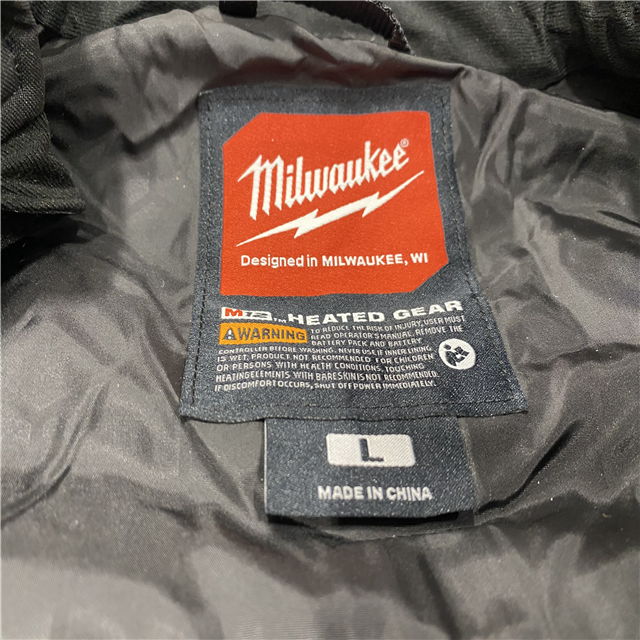 Milwaukee®
Designed in MILWAUKEE, WI
M12™ HEATED GEAR
WARNING TO REDUCE THE RISK OF INJURY, USER MUST
READ OPERATOR'S MANUAL. REMOVE THE
BATTERY PACK AND BATTERY
CONTROLLER BEFORE WASHING. NEVER USE IF INNER LINING
IS WET. PRODUCT NOT RECOMMENDED FOR CHILDREN
OR PERSONS WITH HEALTH CONDITIONS. TOUCHING
HEATING ELEMENTS WITH BARE SKIN IS NOT RECOMMENDED.
IF DISCOMFORT OCCURS, SHUT OFF POWER IMMEDIATELY.
L
MADE IN CHINA